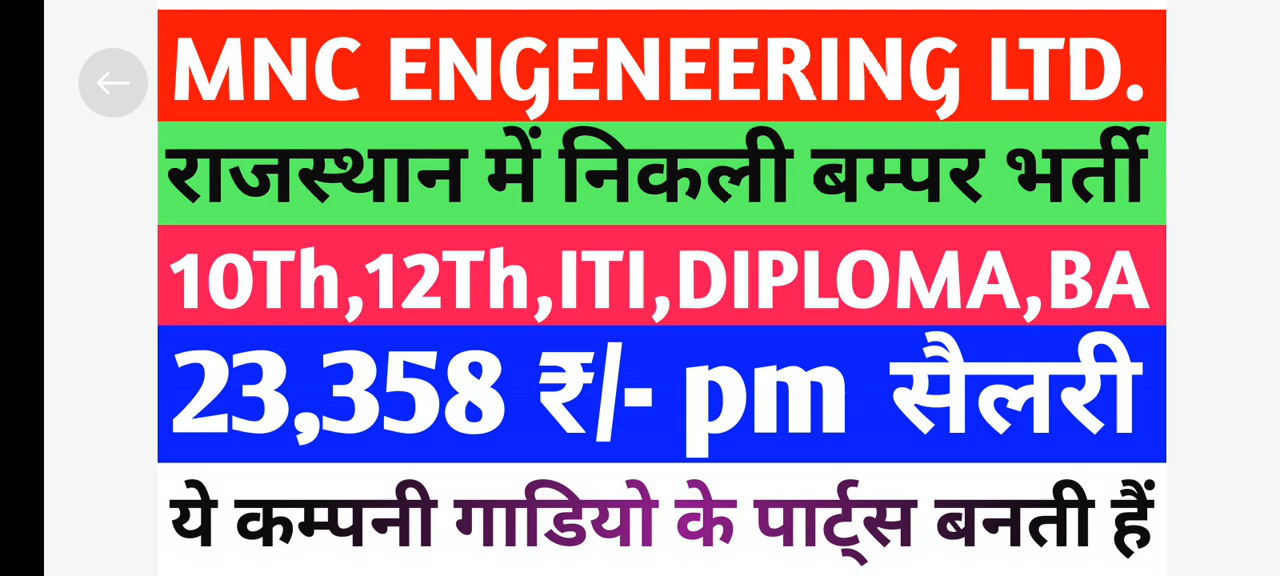 MNC ENGENEERING LTD.
राजस्थान में निकली बम्पर भर्ती
10Th,12Th,ITI,DIPLOMA,BA
23,358 ₹/- pm सैलरी
ये कम्पनी गाडियो के पार्ट्स बनती हैं